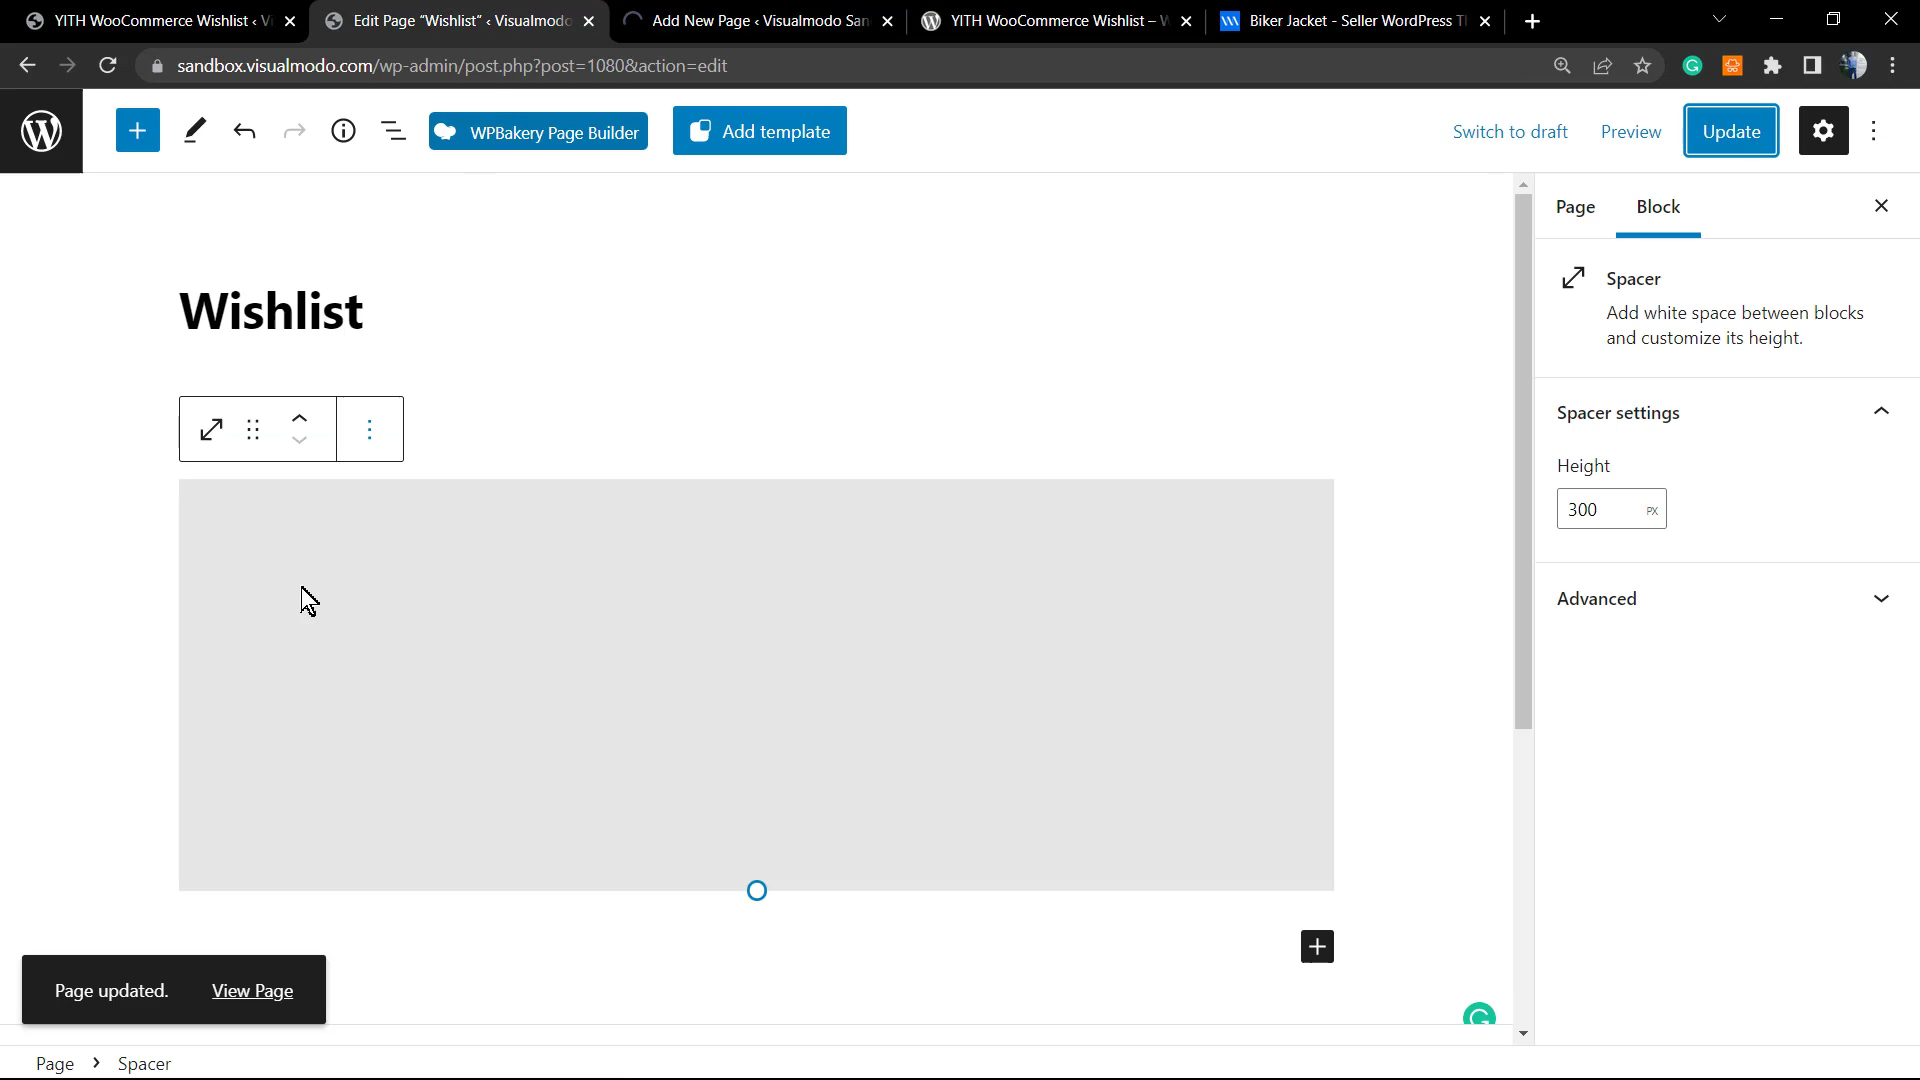 YITH WooCommerce Wishlist ‹ Vi
Edit Page “Wishlist” ‹ Visualmodo
Add New Page ‹ Visualmodo San
YITH WooCommerce Wishlist – W
Biker Jacket - Seller WordPress Tl
sandbox.visualmodo.com/wp-admin/post.php?post=1080&action=edit
WPBakery Page Builder
Add template
Switch to draft
Preview
Update
Page
Block
Wishlist
Spacer
Add white space between blocks
and customize its height.
Spacer settings
Height
300
PX
Advanced
Page updated.
View Page
Page
Spacer